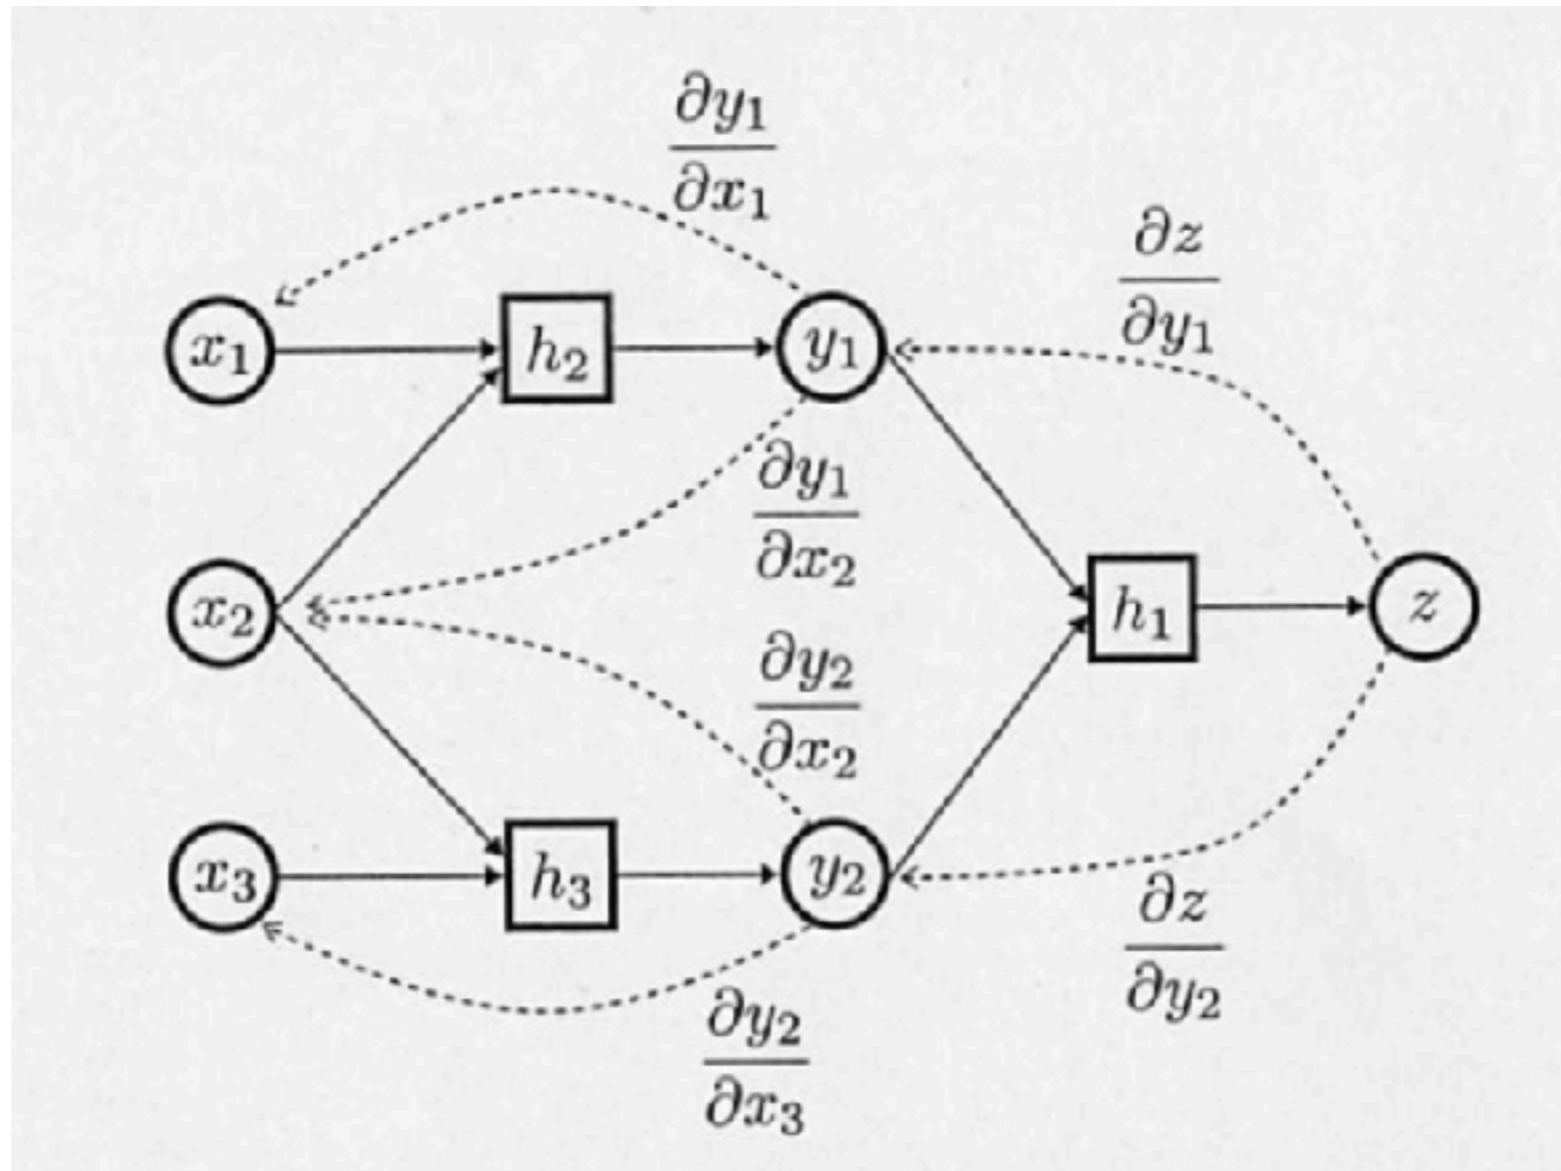 ∂y₁
∂x₁
∂z
∂y₁
x₁
h₂
y₁
∂y₁
∂x₂
x₂
h₁
z
∂y₂
∂x₂
x₃
h₃
y₂
∂z
∂y₂
∂y₂
∂x₃